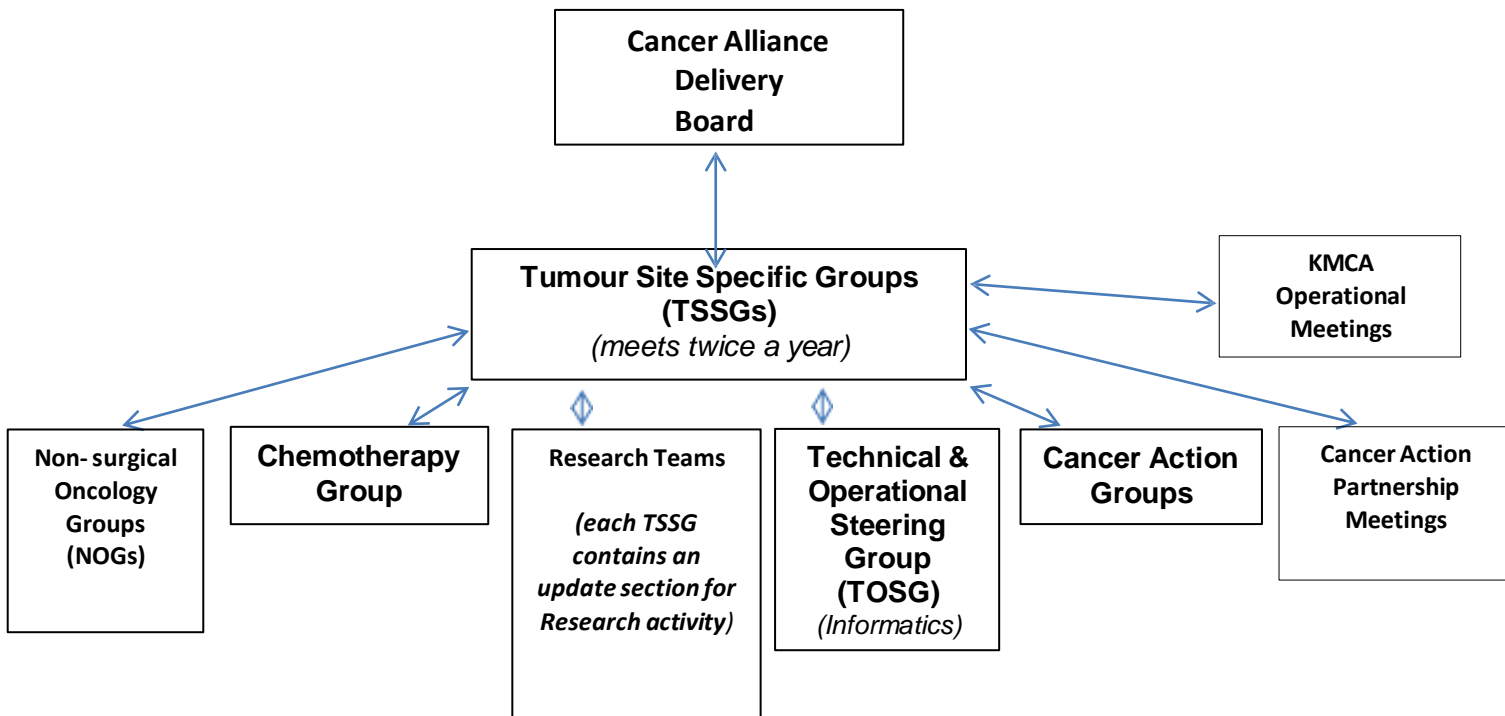 Cancer Alliance
Delivery
Board
Tumour Site Specific Groups
(TSSGs)
(meets twice a year)
KMCA
Operational
Meetings
Non- surgical
Oncology
Groups
(NOGs)
Chemotherapy
Group
Research Teams
(each TSSG
contains an
update section for
Research activity)
Technical &
Operational
Steering
Group
(TOSG)
(Informatics)
Cancer Action
Groups
Cancer Action
Partnership
Meetings